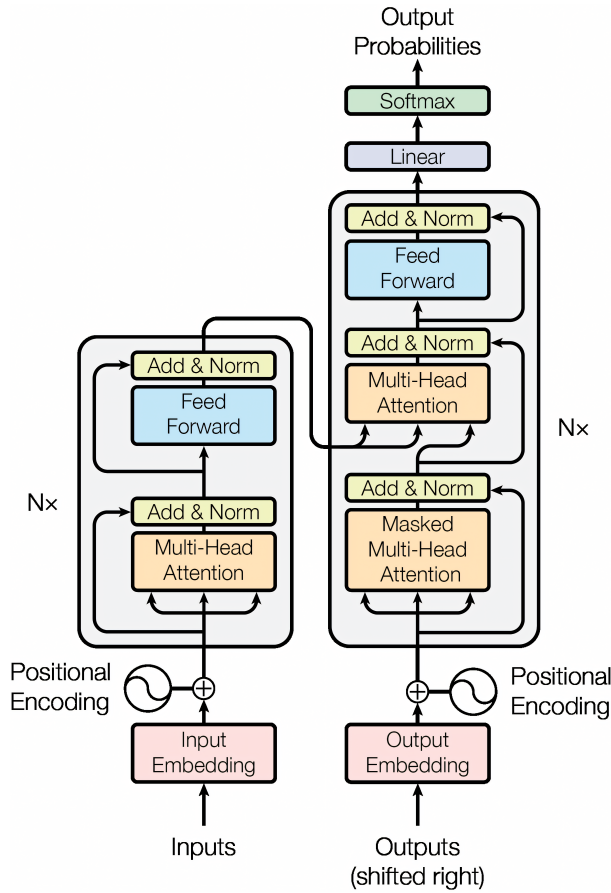 Output
Probabilities
Softmax
Linear
Add & Norm
Feed
Forward
Add & Norm
Multi-Head
Attention
Nx
Add & Norm
Masked
Multi-Head
Attention
Add & Norm
Feed
Forward
N×
Add & Norm
Multi-Head
Attention
Positional
Encoding
Positional
Encoding
Input
Embedding
Output
Embedding
Inputs
Outputs
(shifted right)